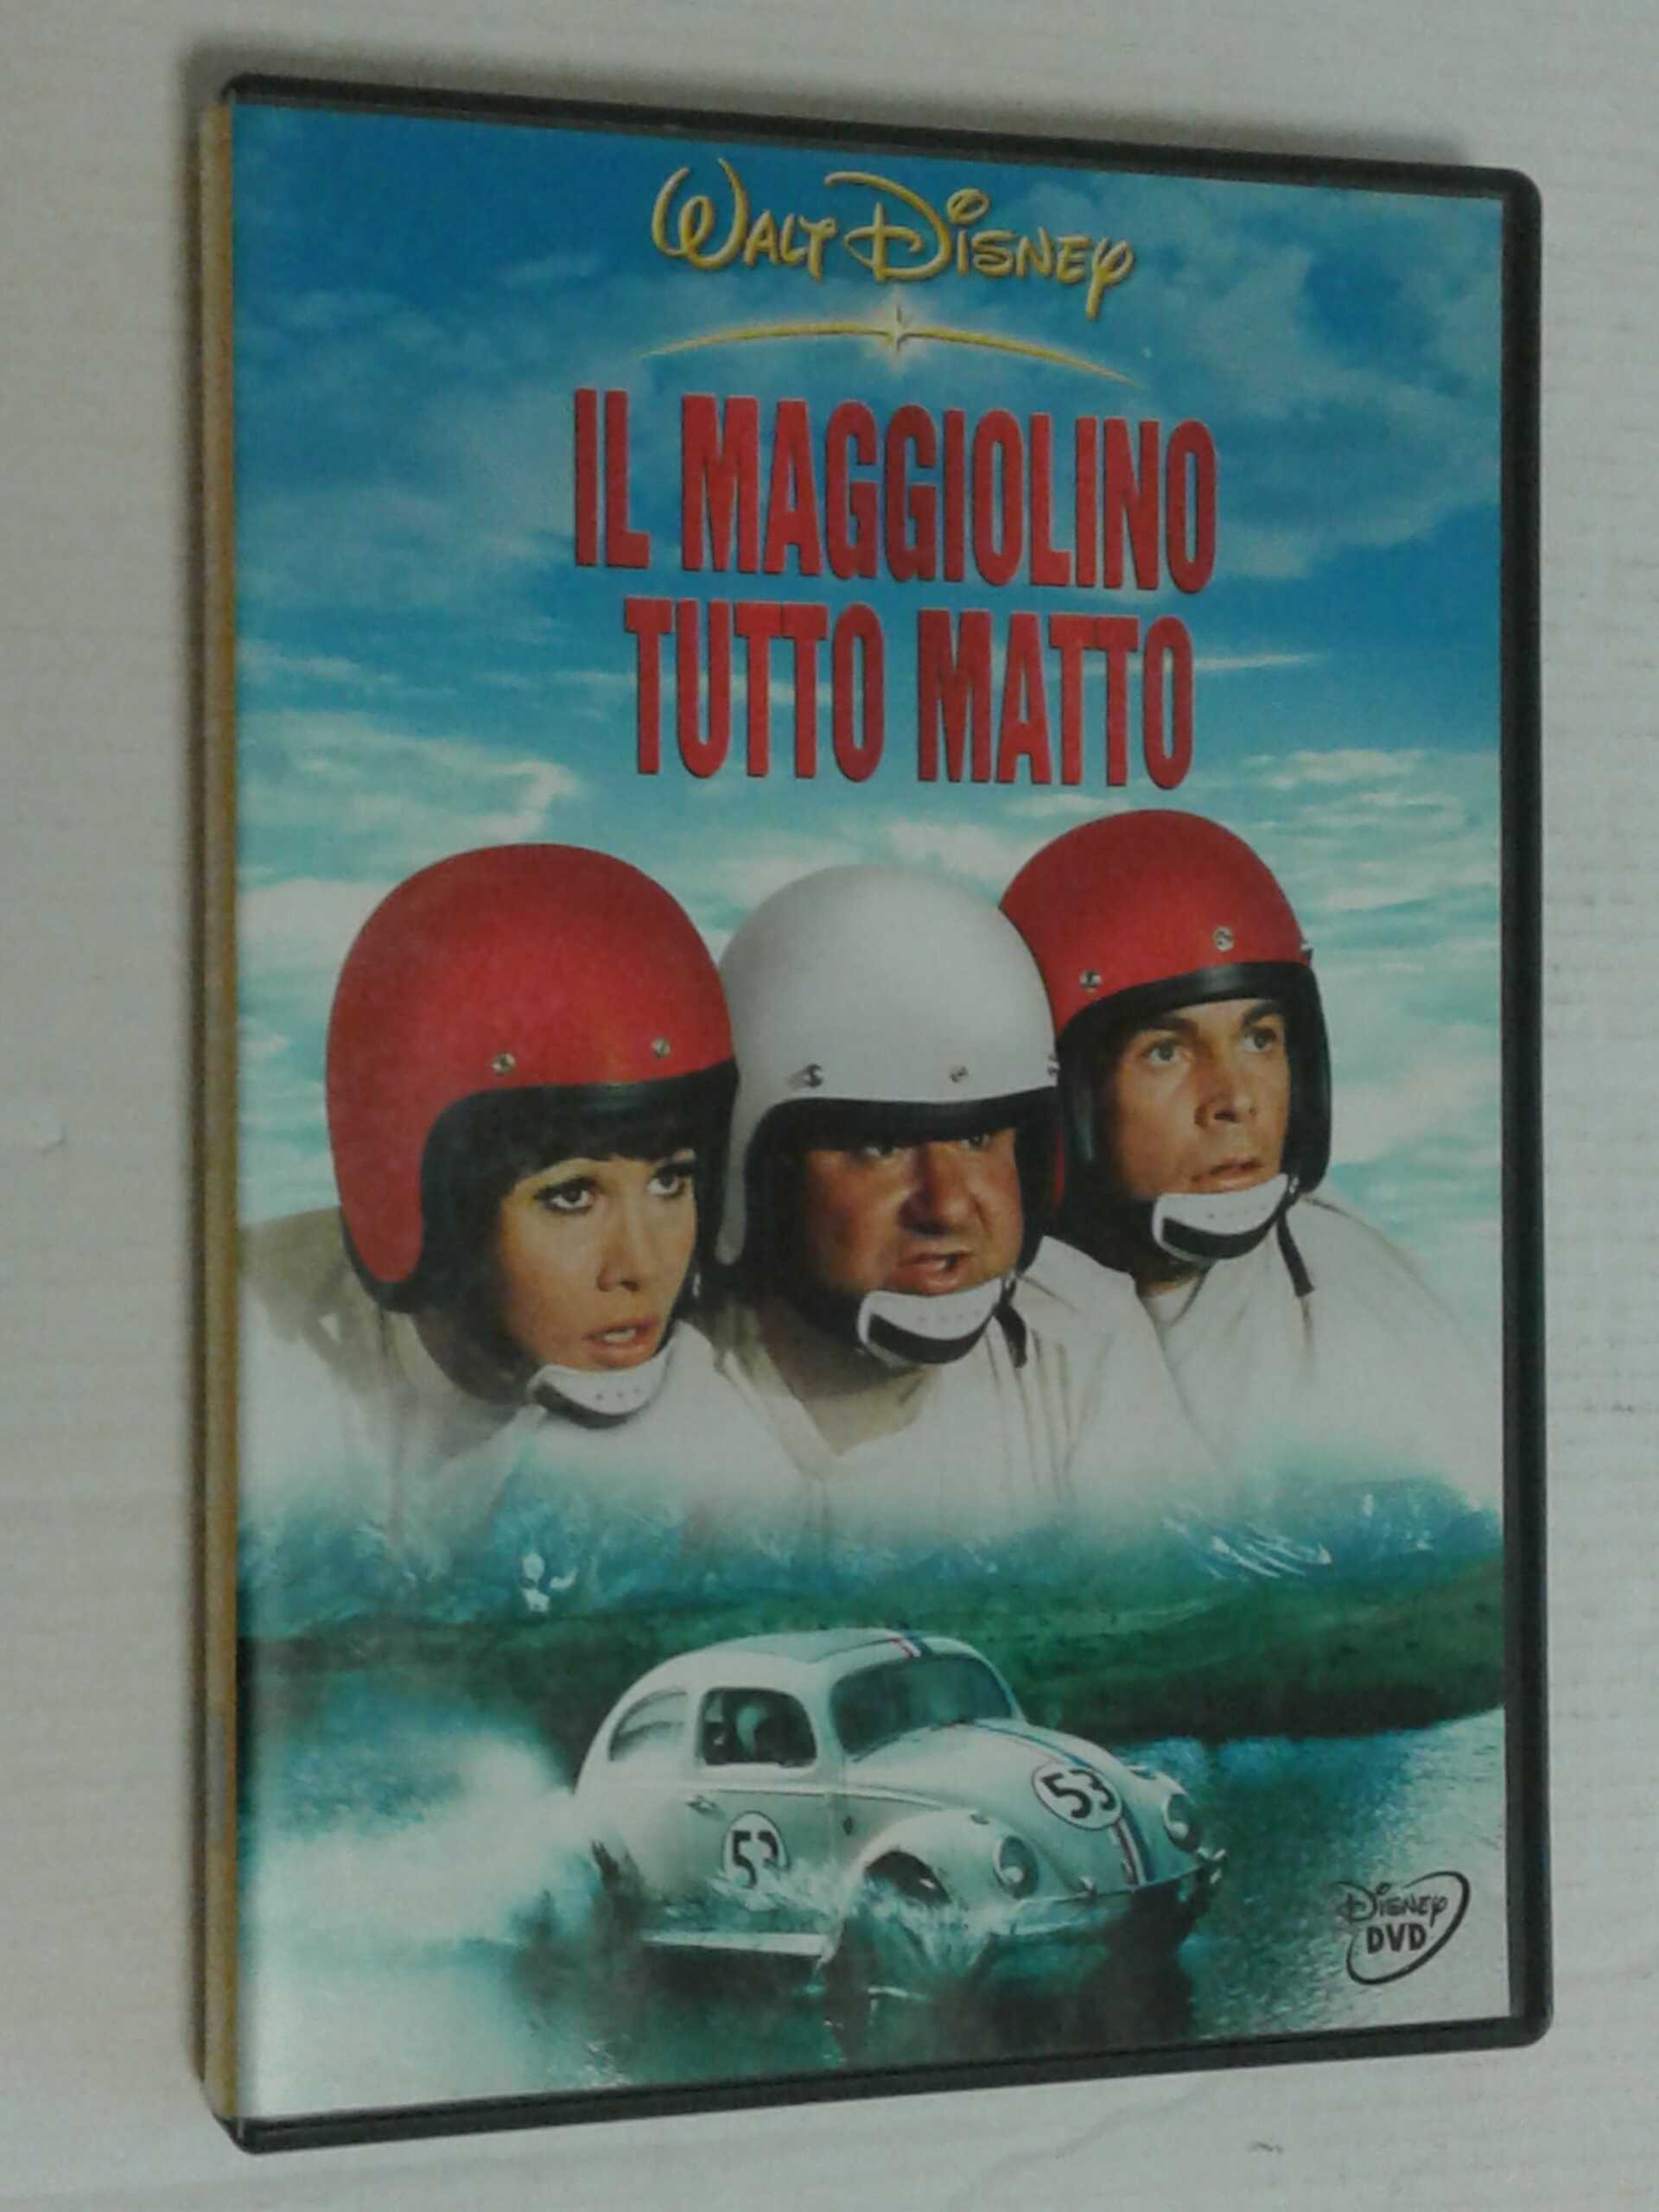 WALT DISNEY
IL MAGGIOLINO
TUTTO MATTO
53
53
DISNEY
DVD